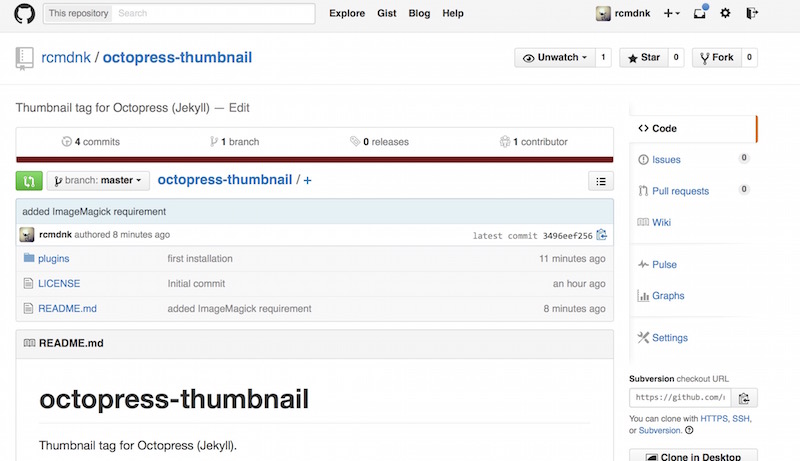 This repository Search Explore Gist Blog Help rcmdnk
rcmdnk / octopress-thumbnail Unwatch 1 Star 0 Fork 0
Thumbnail tag for Octopress (Jekyll) — Edit
4 commits 1 branch 0 releases 1 contributor
branch: master octopress-thumbnail / +
added ImageMagick requirement
rcmdnk authored 8 minutes ago latest commit 3496eef256
plugins first installation 11 minutes ago
LICENSE Initial commit an hour ago
README.md added ImageMagick requirement 8 minutes ago
README.md
octopress-thumbnail
Thumbnail tag for Octopress (Jekyll).
Code
Issues 0
Pull requests 0
Wiki
Pulse
Graphs
Settings
Subversion checkout URL
https://github.com/
You can clone with HTTPS, SSH,
or Subversion.
Clone in Desktop